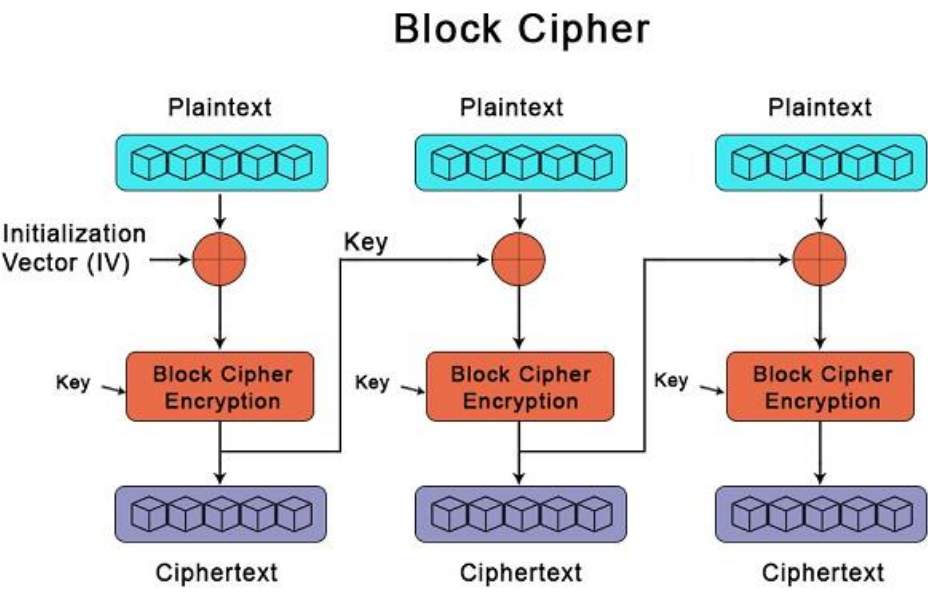 Block Cipher
Plaintext
Plaintext
Plaintext
Initialization
Vector (IV)
Key
Key
Block Cipher
Encryption
Key
Block Cipher
Encryption
Key
Block Cipher
Encryption
Ciphertext
Ciphertext
Ciphertext